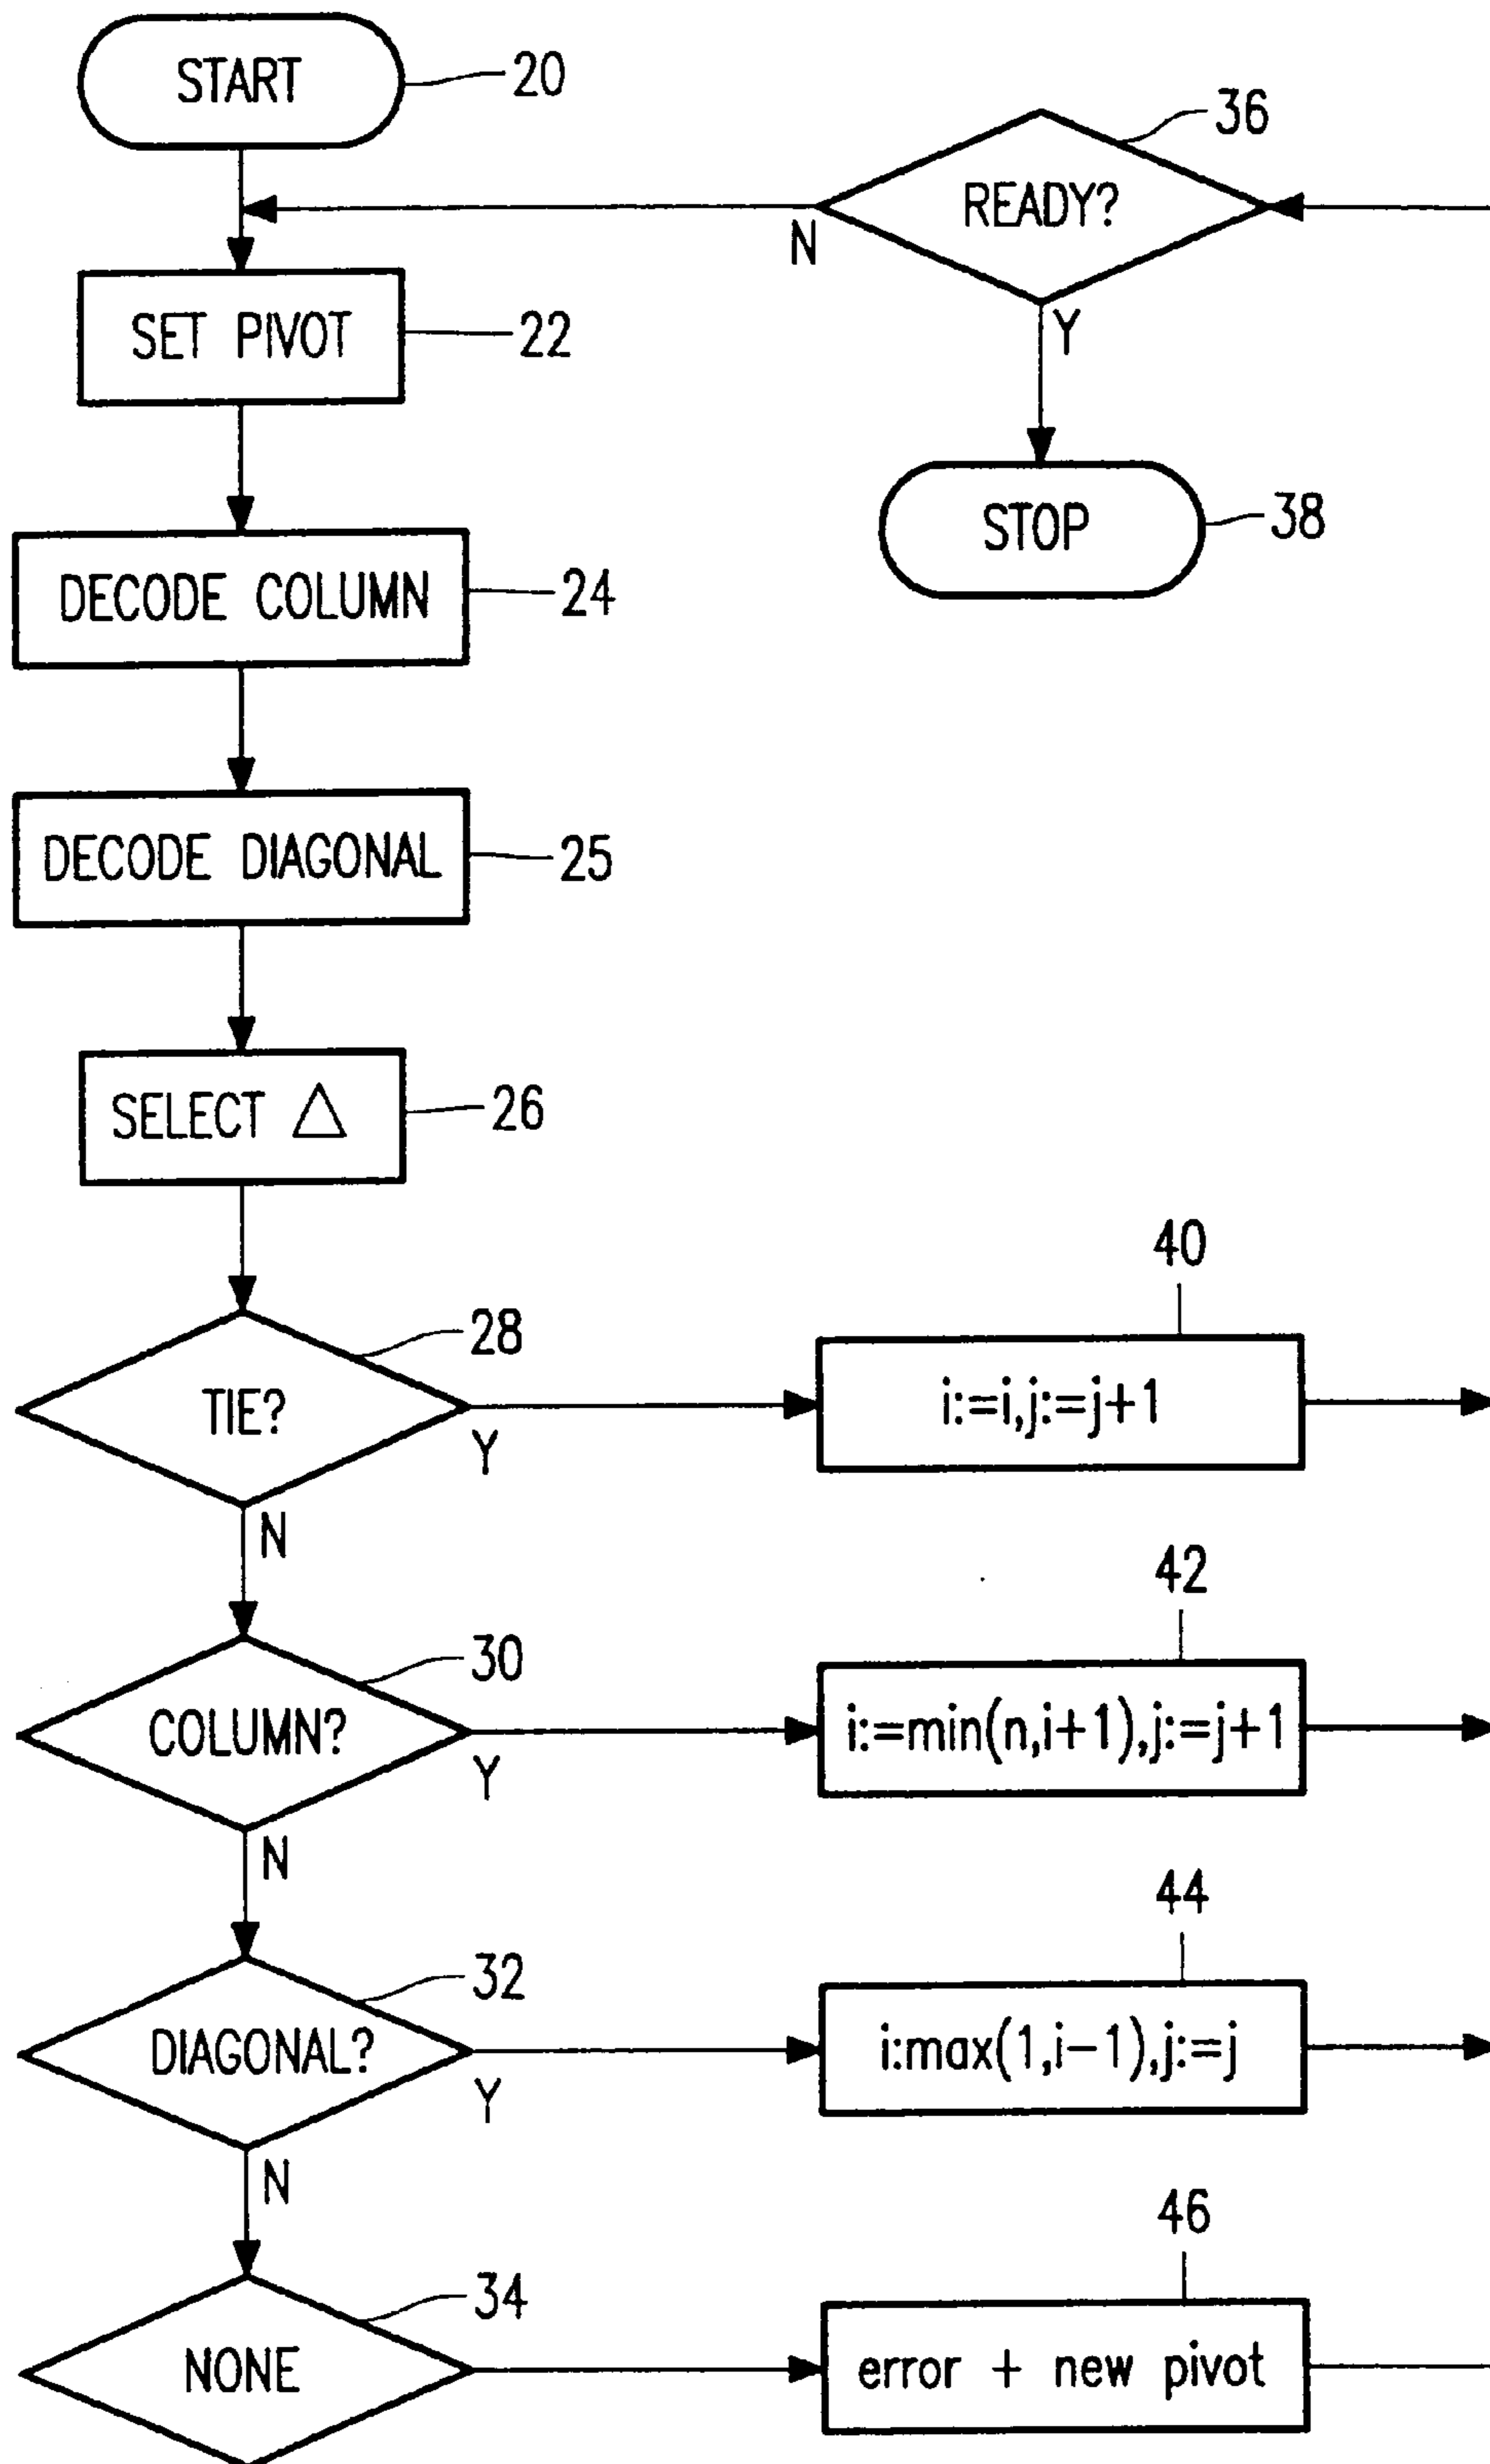 START
20
36
READY?
N
Y
SET PIVOT
22
STOP
38
DECODE COLUMN
24
DECODE DIAGONAL
25
SELECT △
26
40
28
TIE?
Y
i:=i,j:=j+1
N
42
30
COLUMN?
Y
i:=min(n,i+1),j:=j+1
N
44
32
DIAGONAL?
Y
i:max(1,i-1),j:=j
N
46
34
NONE
error + new pivot